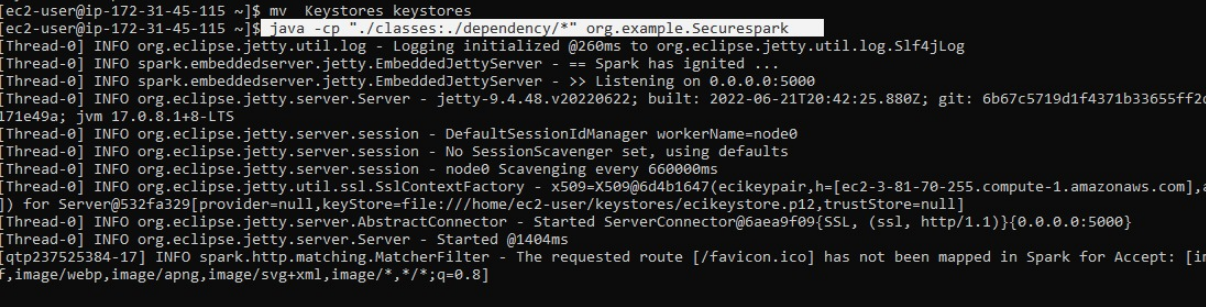 [ec2-user@ip-172-31-45-115 ~]$ mv  Keystores keystores
[ec2-user@ip-172-31-45-115 ~]$ java -cp "./classes:./dependency/*" org.example.Securespark
[Thread-0] INFO org.eclipse.jetty.util.log - Logging initialized @260ms to org.eclipse.jetty.util.log.Slf4jLog
[Thread-0] INFO spark.embeddedserver.jetty.EmbeddedJettyServer - == Spark has ignited ...
[Thread-0] INFO spark.embeddedserver.jetty.EmbeddedJettyServer - >> Listening on 0.0.0.0:5000
[Thread-0] INFO org.eclipse.jetty.server.Server - jetty-9.4.48.v20220622; built: 2022-06-21T20:42:25.880Z; git: 6b67c5719d1f4371b33655ff2d
171e49a; jvm 17.0.8.1+8-LTS
[Thread-0] INFO org.eclipse.jetty.server.session - DefaultSessionIdManager workerName=node0
[Thread-0] INFO org.eclipse.jetty.server.session - No SessionScavenger set, using defaults
[Thread-0] INFO org.eclipse.jetty.server.session - node0 Scavenging every 660000ms
[Thread-0] INFO org.eclipse.jetty.util.ssl.SslContextFactory - x509=X509@6d4b1647(ecikeypair,h=[ec2-3-81-70-255.compute-1.amazonaws.com],a
]) for Server@532fa329[provider=null,keyStore=file:///home/ec2-user/keystores/ecikeystore.p12,trustStore=null]
[Thread-0] INFO org.eclipse.jetty.server.AbstractConnector - Started ServerConnector@6aea9f09{SSL, (ssl, http/1.1)}{0.0.0.0:5000}
[Thread-0] INFO org.eclipse.jetty.server.Server - Started @1404ms
[qtp237525384-17] INFO spark.http.matching.MatcherFilter - The requested route [/favicon.ico] has not been mapped in Spark for Accept: [im
f,image/webp,image/apng,image/svg+xml,image/*,*/*;q=0.8]